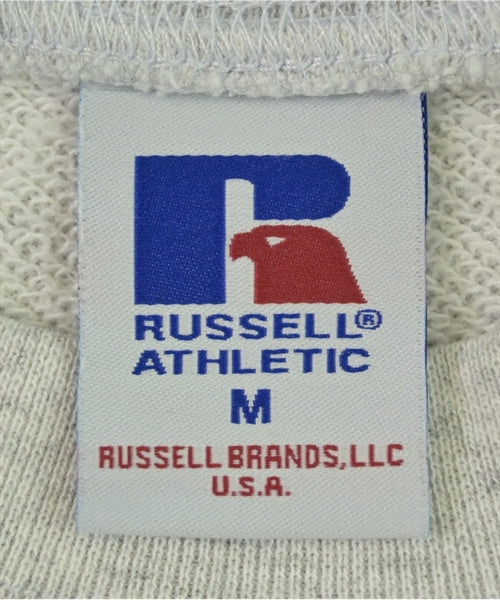 R
RUSSELL®
ATHLETIC
M
RUSSELL BRANDS, LLC
U.S.A.